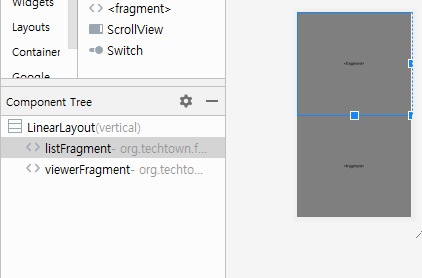 Widgets
Layouts
Container
Google
<fragment>
ScrollView
Switch
Component Tree
LinearLayout(vertical)
listFragment- org.techtown.f...
viewerFragment- org.techto...
<fragment>
<fragment>